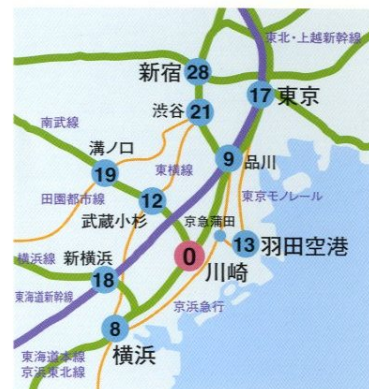 東北・上越新幹線
新宿
28
17
東京
渋谷
21
南武線
溝ノ口
19
東横線
9
品川
田園都市線
12
武蔵小杉
東京モノレール
京急蒲田
13
羽田空港
0
川崎
横浜線
新横浜
18
東海道新幹線
京浜急行
8
横浜
東海道本線
京浜東北線